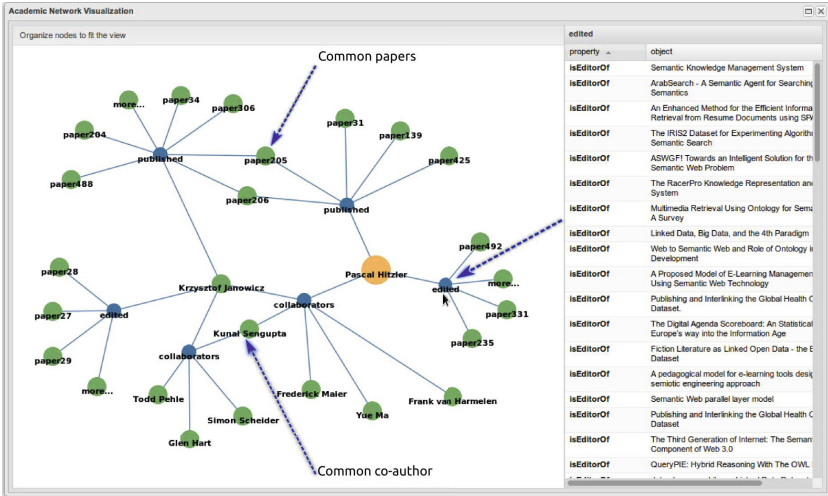 Academic Network Visualization
Organize nodes to fit the view
Common papers
more...
paper34
paper306
paper204
published
paper488
paper205
paper206
paper31
paper139
paper425
published
paper28
Krzysztof Janowicz
Pascal Hitzler
paper492
edited
more...
paper331
paper235
paper27
edited
collaborators
Kunal Sengupta
paper29
collaborators
more...
Todd Pehle
Simon Scheider
Glen Hart
Frederick Maier
Yue Ma
Frank van Harmelen
Common co-author
edited
property object
isEditorOf Semantic Knowledge Management System
isEditorOf ArabSearch - A Semantic Agent for Searching
Semantics
isEditorOf An Enhanced Method for the Efficient Informa
Retrieval from Resume Documents using SPA
isEditorOf The IRIS2 Dataset for Experimenting Algorith
Semantic Search
isEditorOf ASWGF! Towards an Intelligent Solution for th
Semantic Web Problem
isEditorOf The RacerPro Knowledge Representation and
System
isEditorOf Multimedia Retrieval Using Ontology for Sema
A Survey
isEditorOf Linked Data, Big Data, and the 4th Paradigm
isEditorOf Web to Semantic Web and Role of Ontology i
Development
isEditorOf A Proposed Model of E-Learning Managemen
Using Semantic Web Technology
isEditorOf Publishing and Interlinking the Global Health O
Dataset.
isEditorOf The Digital Agenda Scoreboard: An Statistical
Europe's way into the Information Age
isEditorOf Fiction Literature as Linked Open Data - the B
Dataset
isEditorOf A pedagogical model for e-learning tools desig
semiotic engineering approach
isEditorOf Semantic Web parallel layer model
isEditorOf Publishing and Interlinking the Global Health O
Dataset
isEditorOf The Third Generation of Internet: The Seman
Component of Web 3.0
isEditorOf QueryPIE: Hybrid Reasoning With The OWL